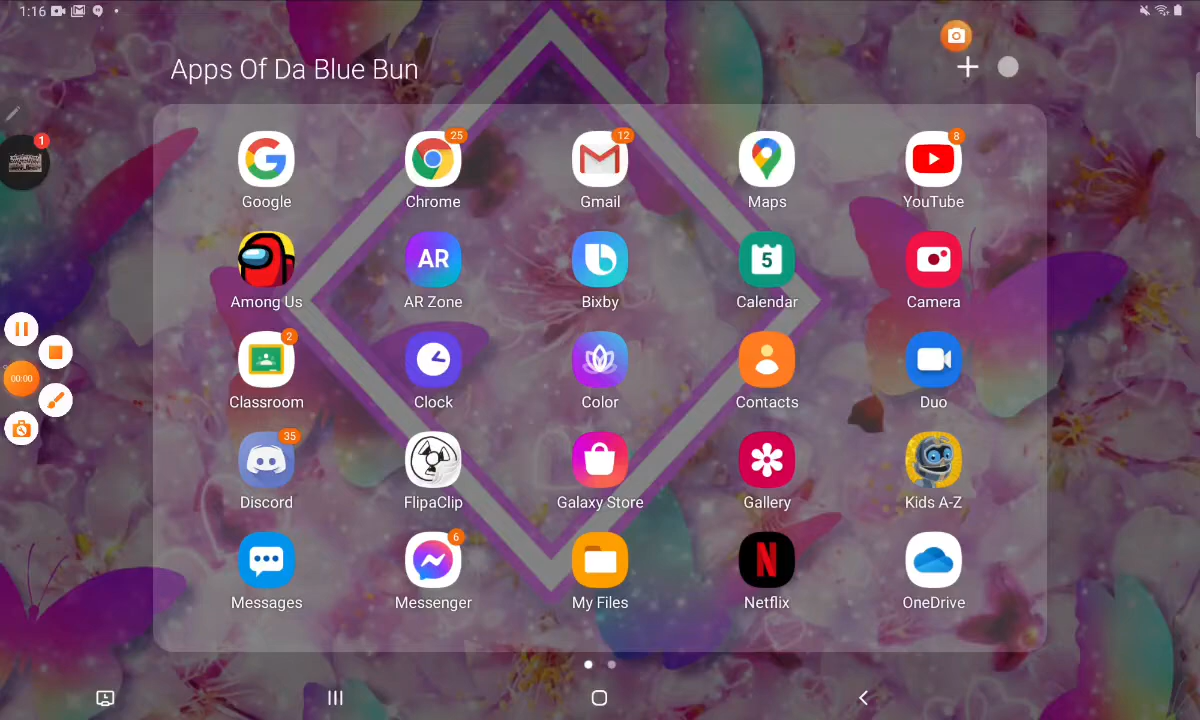 1:16
Apps Of Da Blue Bun
1
25
12
8
Google
Chrome
Gmail
Maps
YouTube
AR
5
Among Us
AR Zone
Bixby
Calendar
Camera
2
Classroom
Clock
Color
Contacts
Duo
00:00
35
Discord
FlipaClip
Galaxy Store
Gallery
Kids A-Z
6
N
Messages
Messenger
My Files
Netflix
OneDrive